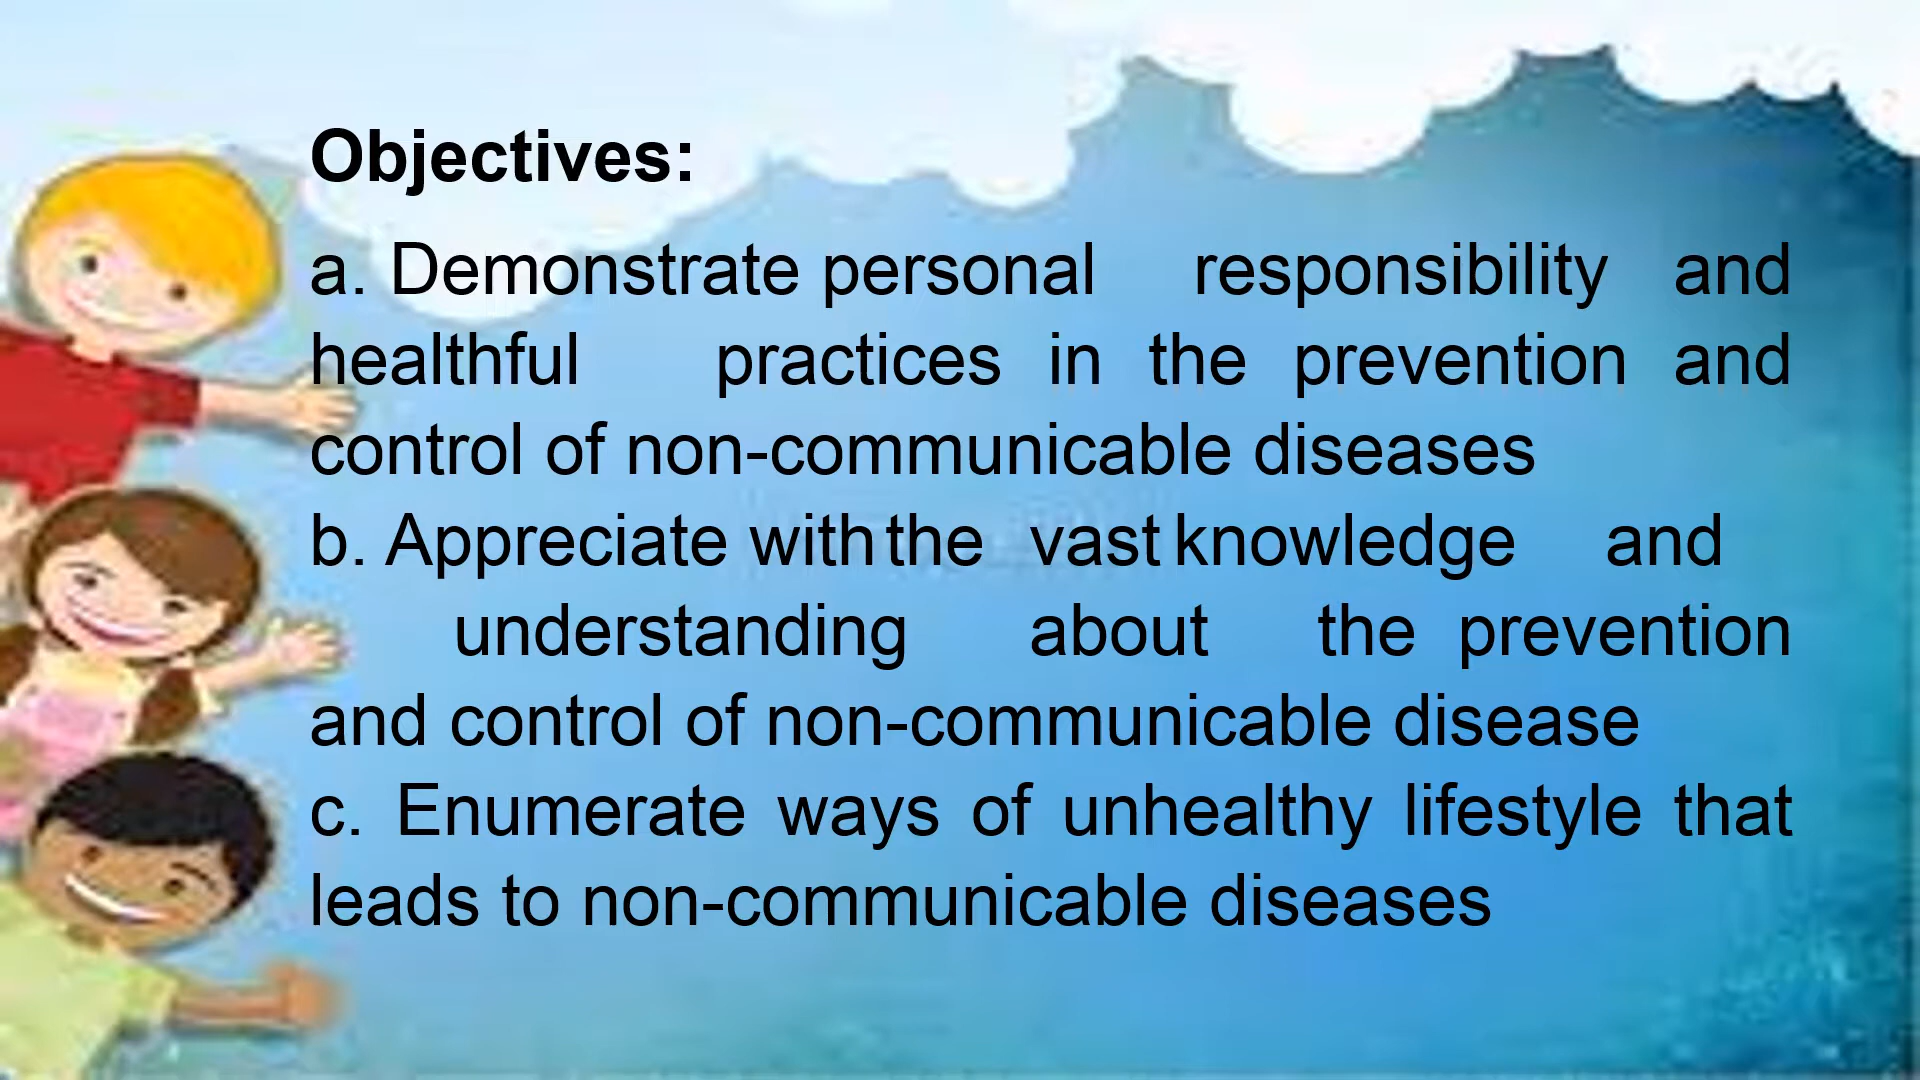 Objectives:
a. Demonstrate personal responsibility and
healthful practices in the prevention and
control of non-communicable diseases
b. Appreciate with the vast knowledge and
understanding about the prevention
and control of non-communicable disease
c. Enumerate ways of unhealthy lifestyle that
leads to non-communicable diseases